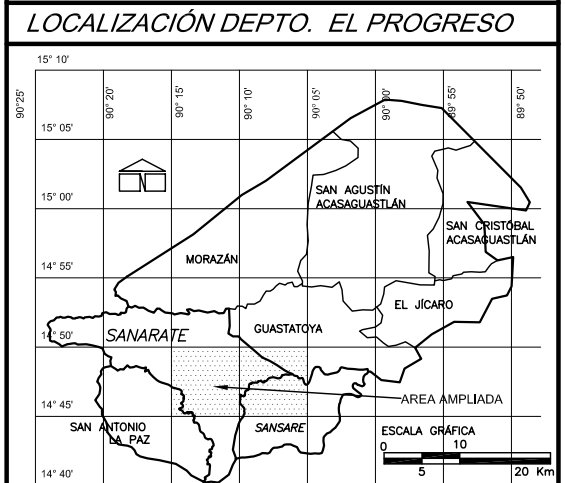 LOCALIZACIÓN DEPTO. EL PROGRESO
15° 10'
90° 25'
90° 20'
90° 15'
90° 10'
90° 05'
90° 00'
89° 55'
89° 50'
15° 05'
15° 00'
SAN AGUSTÍN
ACASAGUASTLÁN
SAN CRISTÓBAL
ACASAGUASTLÁN
MORAZÁN
14° 55'
EL JÍCARO
GUASTATOYA
SANARATE
14° 50'
AREA AMPLIADA
14° 45'
SAN ANTONIO
LA PAZ
SANSARE
ESCALA GRÁFICA
0 10
5 20 Km
14° 40'
N